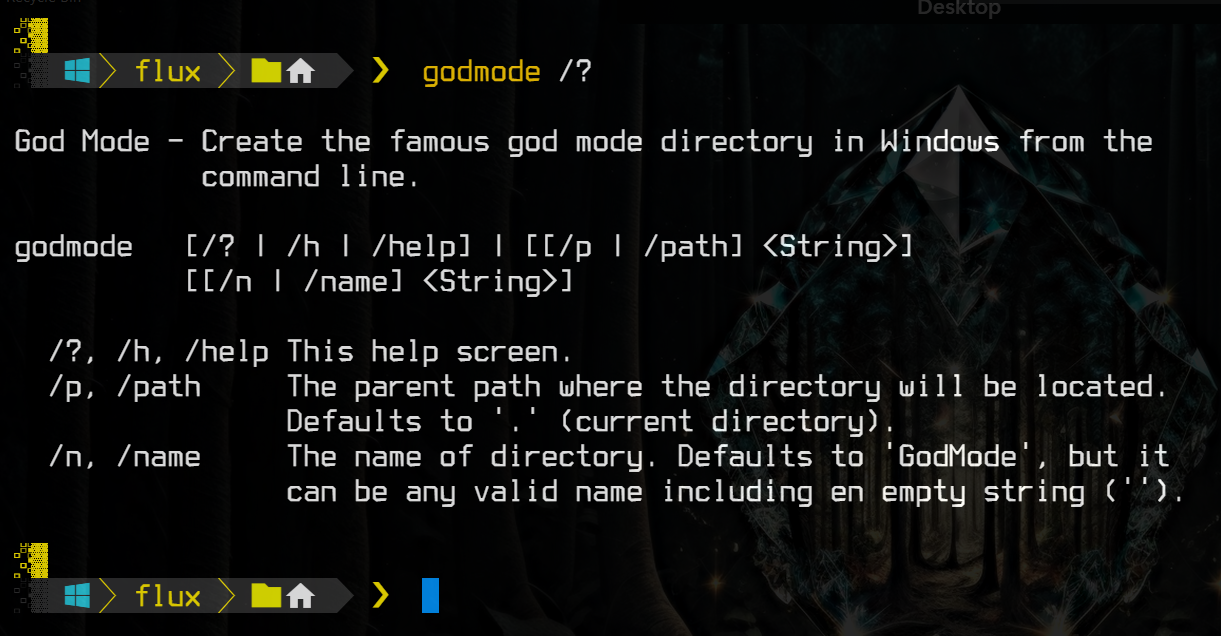 Recycle Bin
Desktop
flux godmode /?
God Mode - Create the famous god mode directory in Windows from the
command line.
godmode [/? | /h | /help] | [[/p | /path] <String>]
[[/n | /name] <String>]
/?, /h, /help This help screen.
/p, /path The parent path where the directory will be located.
Defaults to '.' (current directory).
/n, /name The name of directory. Defaults to 'GodMode', but it
can be any valid name including en empty string ('').
flux